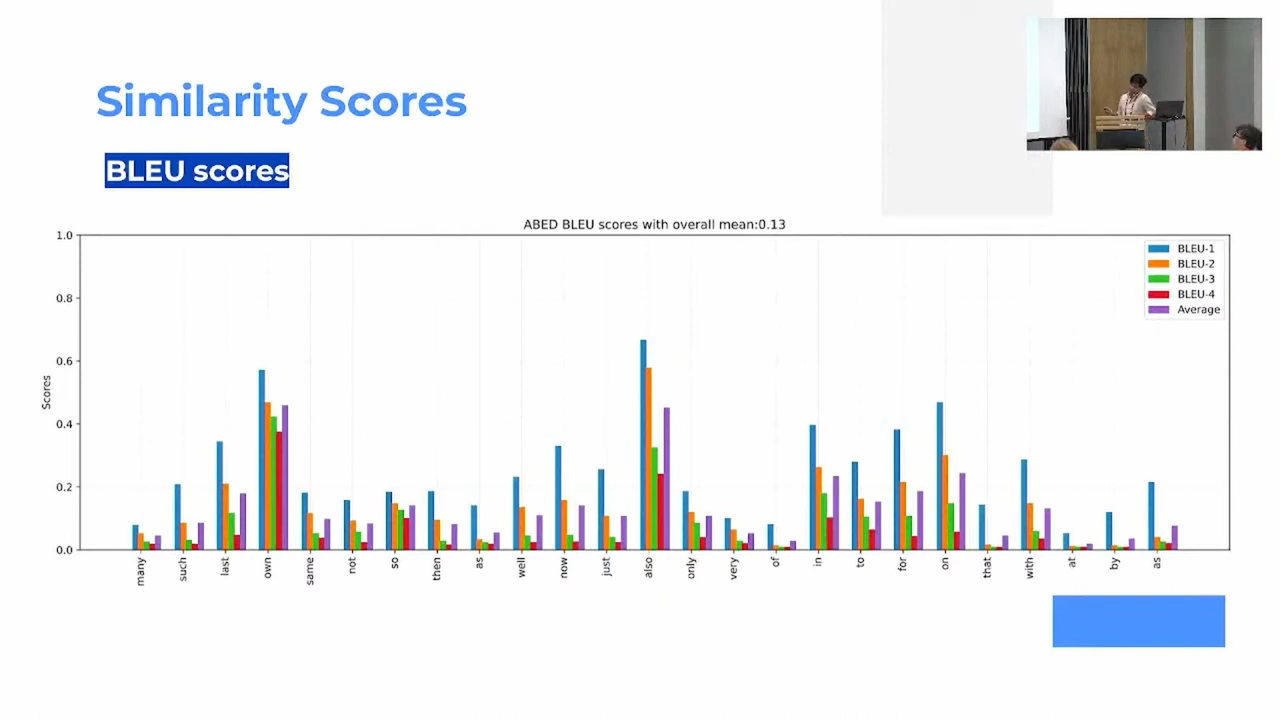 Similarity Scores
BLEU scores
ABED BLEU scores with overall mean:0.13
1.0
0.8
0.6
0.4
0.2
0.0
Scores
BLEU-1
BLEU-2
BLEU-3
BLEU-4
Average
many such last own same not so then as well now just also only very of in to for on that with at by as